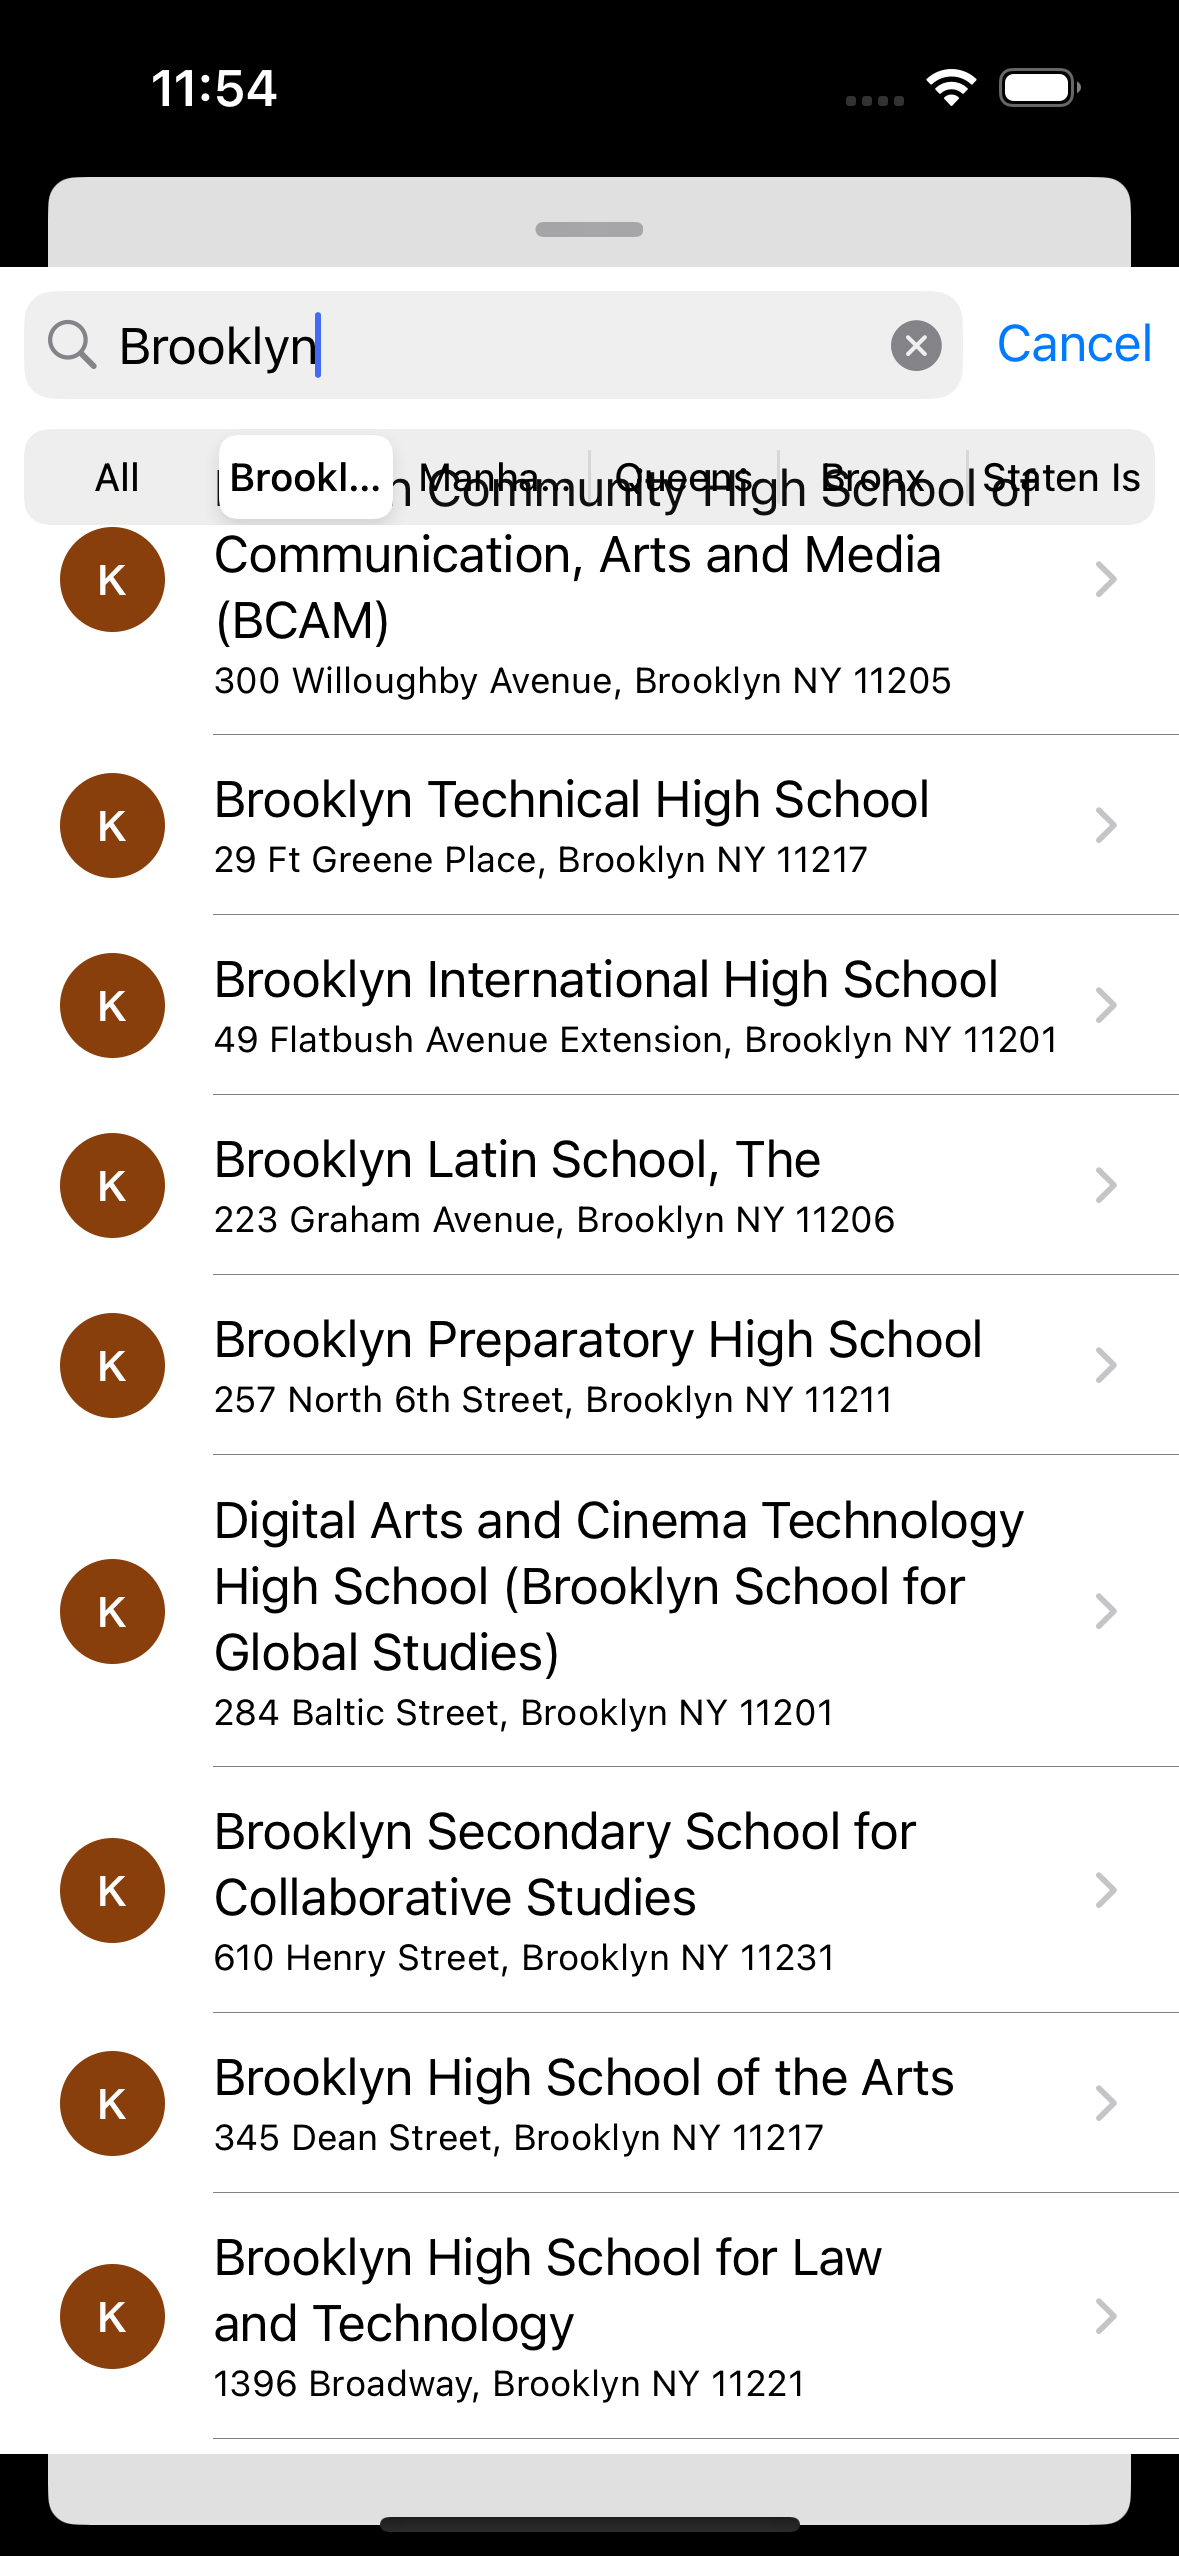 11:54
Brooklyn
Cancel
All
Brookl...
Manha...
Queens
Bronx
Staten Is
Community High School of
K
Communication, Arts and Media
(BCAM)
300 Willoughby Avenue, Brooklyn NY 11205
K
Brooklyn Technical High School
29 Ft Greene Place, Brooklyn NY 11217
K
Brooklyn International High School
49 Flatbush Avenue Extension, Brooklyn NY 11201
K
Brooklyn Latin School, The
223 Graham Avenue, Brooklyn NY 11206
K
Brooklyn Preparatory High School
257 North 6th Street, Brooklyn NY 11211
K
Digital Arts and Cinema Technology
High School (Brooklyn School for
Global Studies)
284 Baltic Street, Brooklyn NY 11201
K
Brooklyn Secondary School for
Collaborative Studies
610 Henry Street, Brooklyn NY 11231
K
Brooklyn High School of the Arts
345 Dean Street, Brooklyn NY 11217
K
Brooklyn High School for Law
and Technology
1396 Broadway, Brooklyn NY 11221